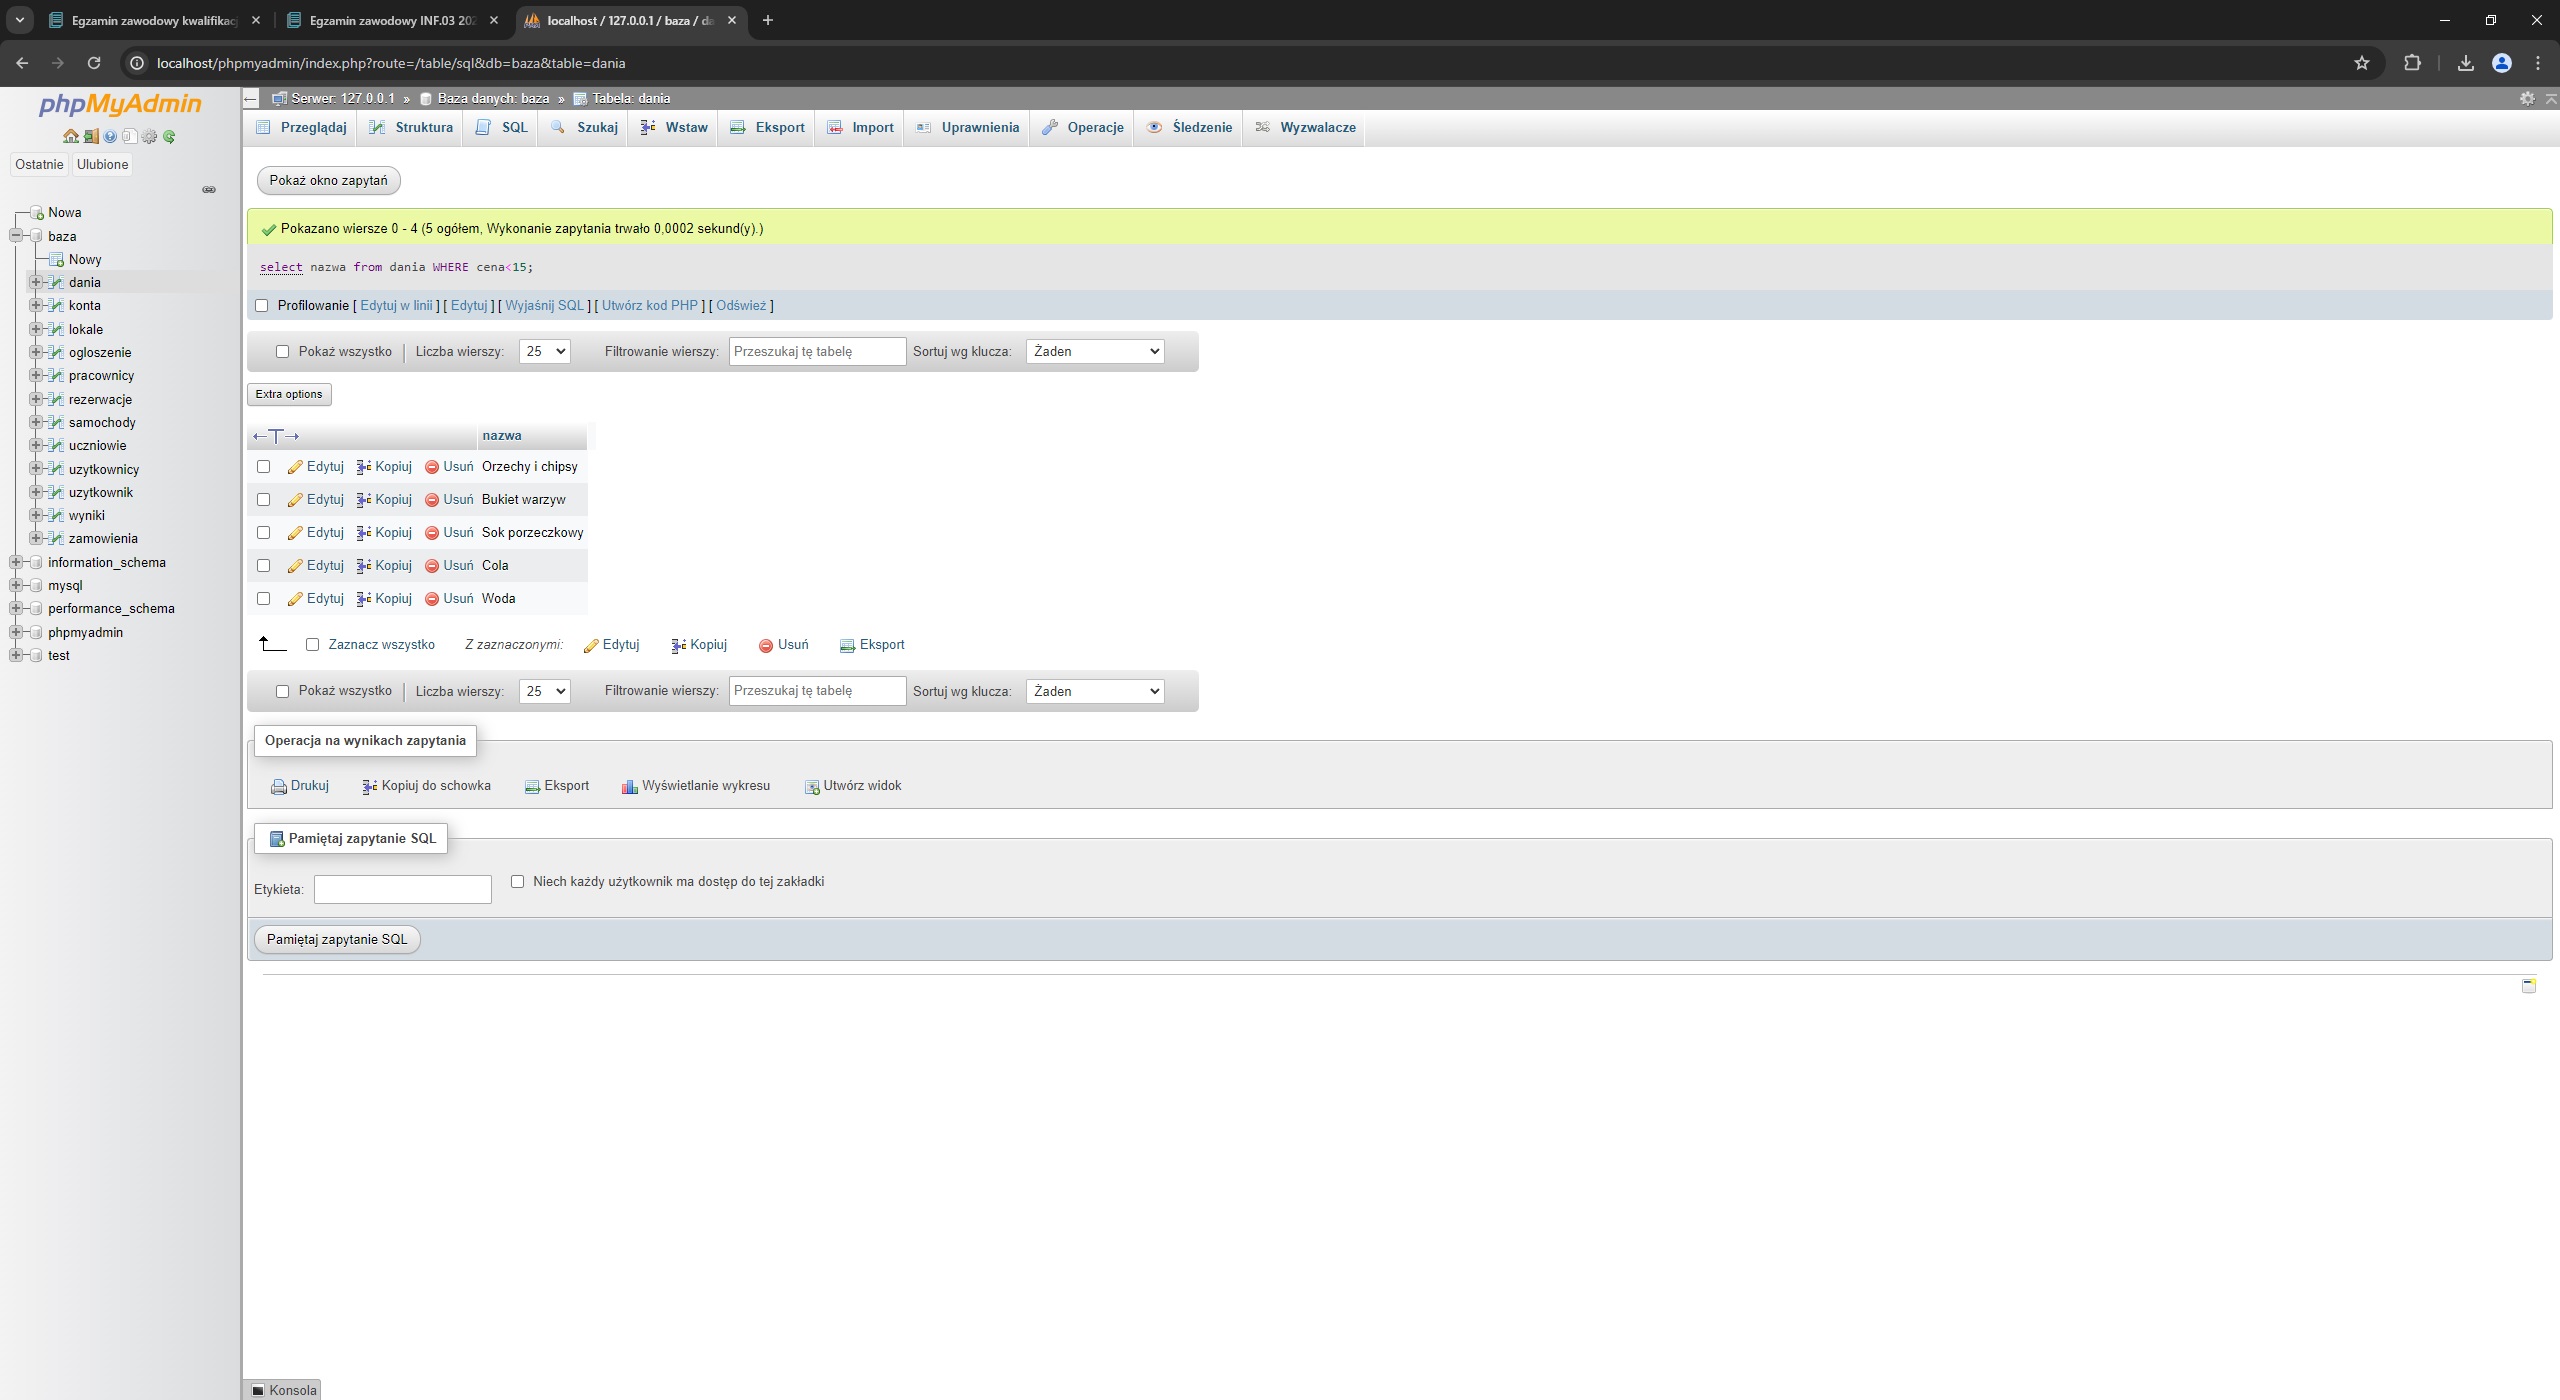 Egzamin zawodowy kwalifikac
Egzamin zawodowy INF.03 202
localhost / 127.0.0.1 / baza / da
localhost/phpmyadmin/index.php?route=/table/sql&db=baza&table=dania
phpMyAdmin
Ostatnie Ulubione
Nowa
baza
Nowy
dania
konta
lokale
ogloszenie
pracownicy
rezerwacje
samochody
uczniowie
uzytkownicy
uzytkownik
wyniki
zamowienia
information_schema
mysql
performance_schema
phpmyadmin
test
Serwer: 127.0.0.1 » Baza danych: baza » Tabela: dania
Przeglądaj Struktura SQL Szukaj Wstaw Eksport Import Uprawnienia Operacje Śledzenie Wyzwalacze
Pokaż okno zapytań
Pokazano wiersze 0 - 4 (5 ogółem, Wykonanie zapytania trwało 0,0002 sekund(y).)
select nazwa from dania WHERE cena<15;
Profilowanie [ Edytuj w linii ] [ Edytuj ] [ Wyjaśnij SQL ] [ Utwórz kod PHP ] [ Odśwież ]
Pokaż wszystko | Liczba wierszy: 25 Filtrowanie wierszy: Przeszukaj tę tabelę Sortuj wg klucza: Żaden
Extra options
←T→ nazwa
Edytuj Kopiuj Usuń Orzechy i chipsy
Edytuj Kopiuj Usuń Bukiet warzyw
Edytuj Kopiuj Usuń Sok porzeczkowy
Edytuj Kopiuj Usuń Cola
Edytuj Kopiuj Usuń Woda
Zaznacz wszystko Z zaznaczonymi: Edytuj Kopiuj Usuń Eksport
Pokaż wszystko | Liczba wierszy: 25 Filtrowanie wierszy: Przeszukaj tę tabelę Sortuj wg klucza: Żaden
Operacja na wynikach zapytania
Drukuj Kopiuj do schowka Eksport Wyświetlanie wykresu Utwórz widok
Pamiętaj zapytanie SQL
Etykieta: Niech każdy użytkownik ma dostęp do tej zakładki
Pamiętaj zapytanie SQL
Konsola